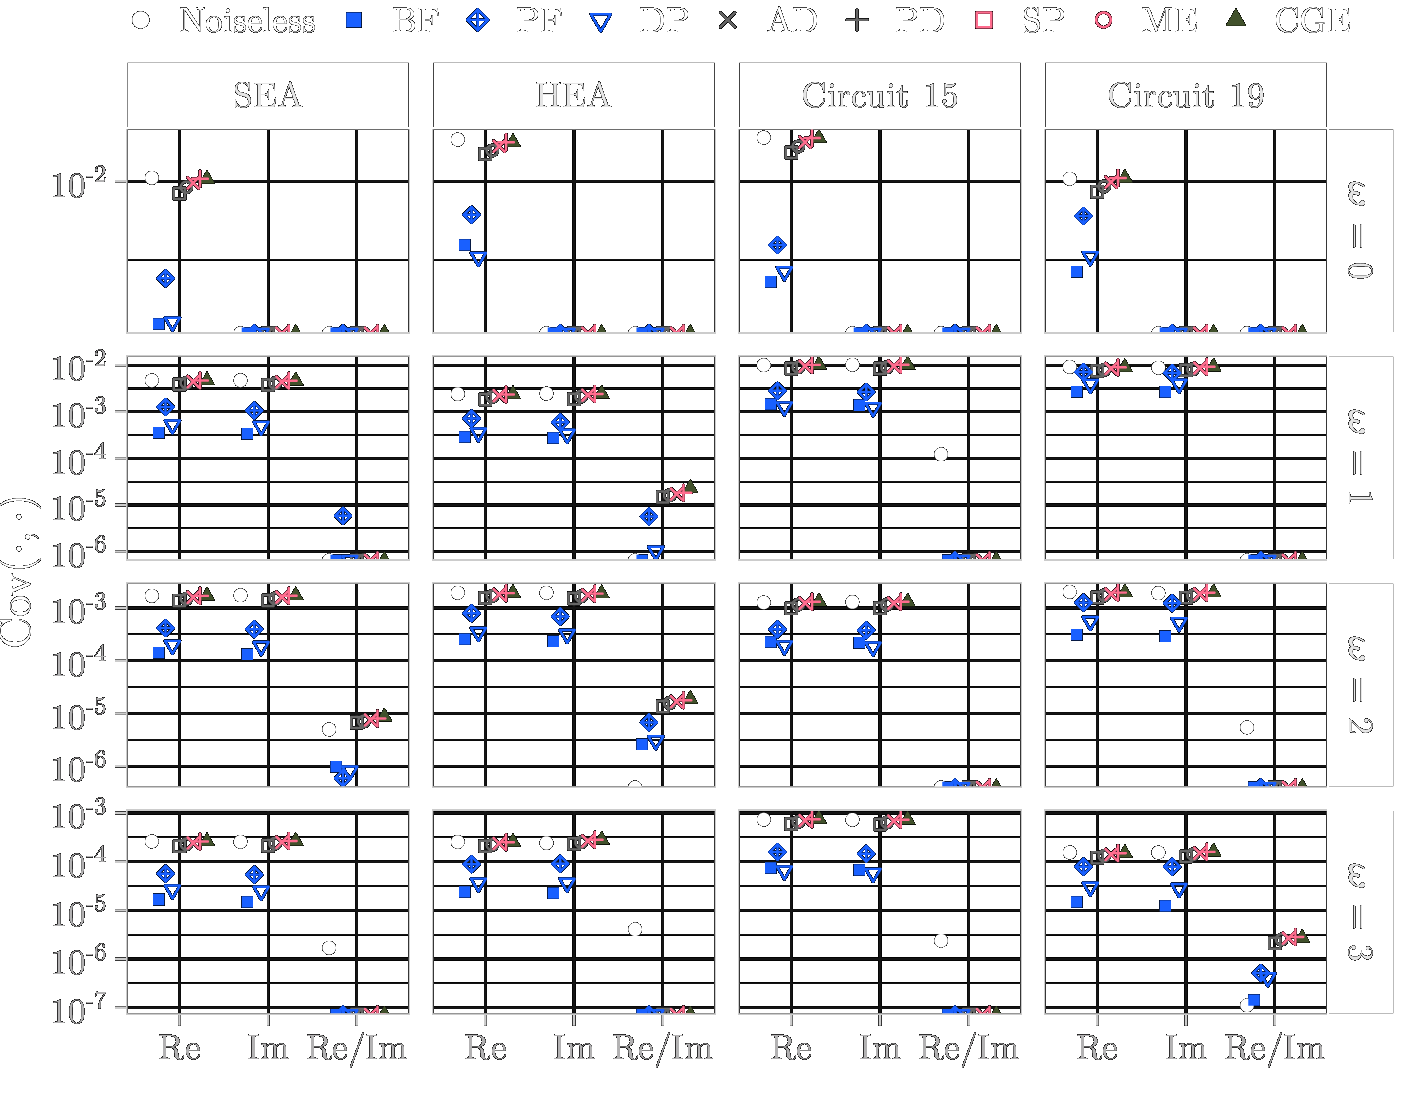 Noiseless BF PF DP AD PD SP ME CGE
SEA HEA Circuit 15 Circuit 19
10⁻²
ω = 0
10⁻²
10⁻³
10⁻⁴
10⁻⁵
10⁻⁶
ω = 1
Cov(·, ·)
10⁻³
10⁻⁴
10⁻⁵
10⁻⁶
ω = 2
10⁻³
10⁻⁴
10⁻⁵
10⁻⁶
10⁻⁷
ω = 3
Re Im Re/Im Re Im Re/Im Re Im Re/Im Re Im Re/Im